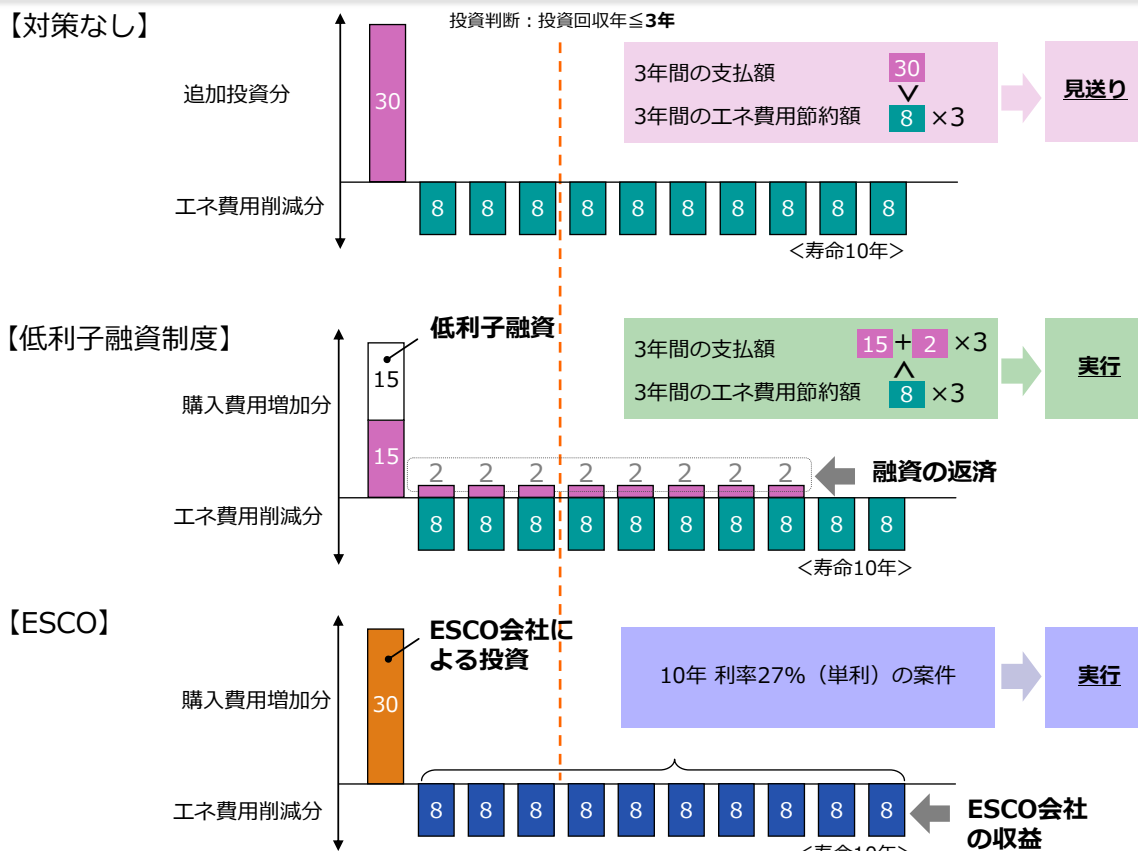 【対策なし】
投資判断：投資回収年≦3年
追加投資分
30
3年間の支払額
30
∨
3年間のエネ費用節約額
8 ×3
見送り
エネ費用削減分
8 8 8 8 8 8 8 8 8 8
＜寿命10年＞
【低利子融資制度】
低利子融資
購入費用増加分
15
15
3年間の支払額
15 + 2 ×3
∧
3年間のエネ費用節約額
8 ×3
実行
2 2 2 2 2 2 2 2
融資の返済
エネ費用削減分
8 8 8 8 8 8 8 8 8 8
＜寿命10年＞
【ESCO】
ESCO会社に
よる投資
購入費用増加分
30
10年 利率27%（単利）の案件
実行
エネ費用削減分
8 8 8 8 8 8 8 8 8 8
ESCO会社
の収益
＜寿命10年＞